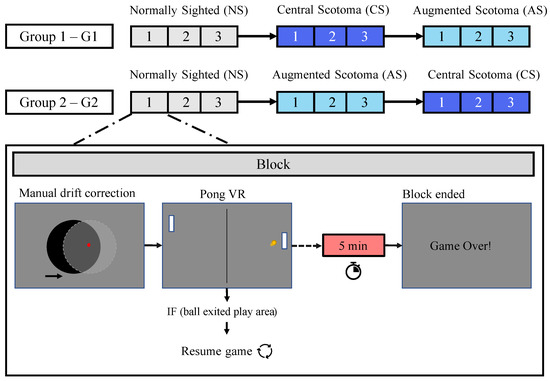 Normally Sighted (NS) Central Scotoma (CS) Augmented Scotoma (AS)
Group 1 – G1 1 2 3 1 2 3 1 2 3
Normally Sighted (NS) Augmented Scotoma (AS) Central Scotoma (CS)
Group 2 – G2 1 2 3 1 2 3 1 2 3
Block
Manual drift correction Pong VR Block ended
5 min Game Over!
IF (ball exited play area)
Resume game